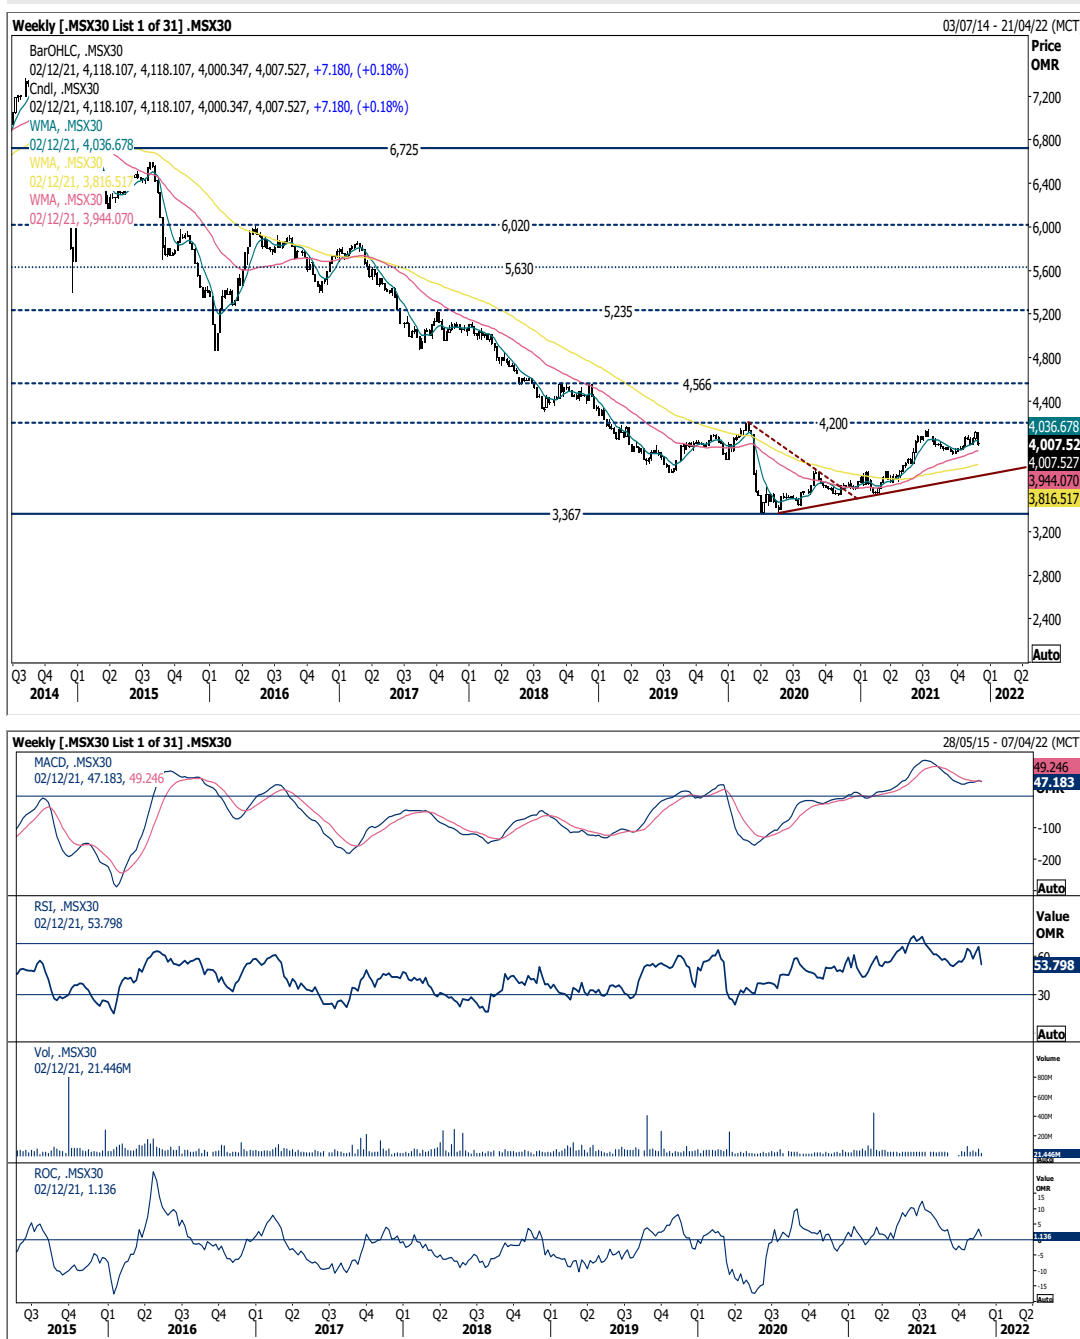 Weekly [.MSX30 List 1 of 31] .MSX30
03/07/14 - 21/04/22 (MCT
Price
OMR
BarOHLC, .MSX30
02/12/21, 4,118.107, 4,118.107, 4,000.347, 4,007.527, +7.180, (+0.18%)
Cndl, .MSX30
02/12/21, 4,118.107, 4,118.107, 4,000.347, 4,007.527, +7.180, (+0.18%)
WMA, .MSX30
02/12/21, 4,036.678
WMA, .MSX30
02/12/21, 3,816.517
WMA, .MSX30
02/12/21, 3,944.070
7,200
6,800
6,725
6,400
6,020
6,000
5,630
5,600
5,235
5,200
4,800
4,566
4,400
4,200
4,036.678
4,007.52
4,007.527
3,944.070
3,816.517
3,367
3,200
2,800
2,400
Auto
Q3 Q4 Q1 Q2 Q3 Q4 Q1 Q2 Q3 Q4 Q1 Q2 Q3 Q4 Q1 Q2 Q3 Q4 Q1 Q2 Q3 Q4 Q1 Q2 Q3 Q4 Q1 Q2 Q3 Q4 Q1 Q2
2014 2015 2016 2017 2018 2019 2020 2021 2022
Weekly [.MSX30 List 1 of 31] .MSX30
28/05/15 - 07/04/22 (MCT
MACD, .MSX30
02/12/21, 47.183, 49.246
49.246
47.183
OMR
-100
-200
Auto
RSI, .MSX30
02/12/21, 53.798
Value
OMR
60
53.798
30
Auto
Vol, .MSX30
02/12/21, 21.446M
Volume
800M
600M
400M
200M
21.446M
Auto
ROC, .MSX30
02/12/21, 1.136
Value
OMR
15
10
5
1.136
0
-5
-10
-15
Auto
Q3 Q4 Q1 Q2 Q3 Q4 Q1 Q2 Q3 Q4 Q1 Q2 Q3 Q4 Q1 Q2 Q3 Q4 Q1 Q2 Q3 Q4 Q1 Q2 Q3 Q4 Q1 Q2
2015 2016 2017 2018 2019 2020 2021 2022